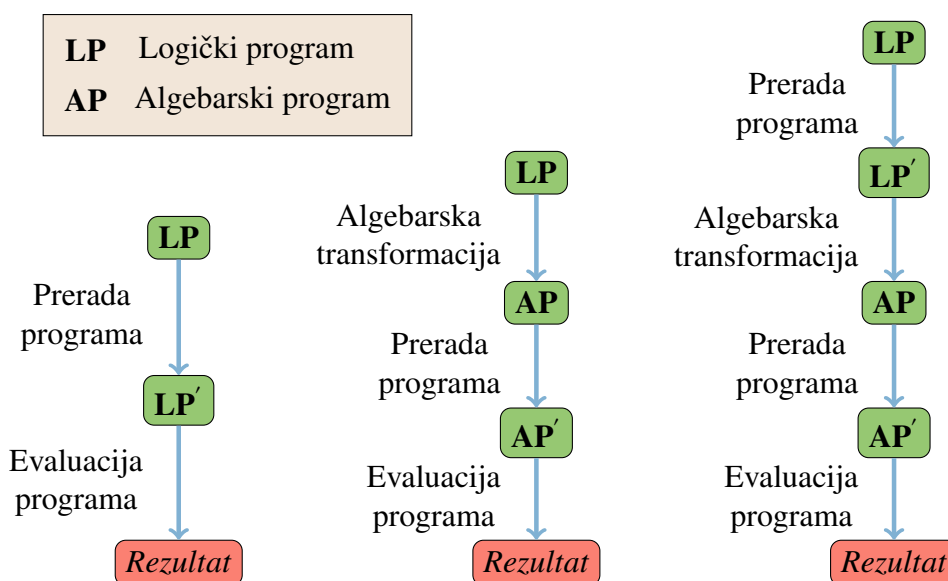 LP Logički program
AP Algebarski program
LP
Prerada
programa
LP′
Evaluacija
programa
Rezultat
LP
Algebarska
transformacija
AP
Prerada
programa
AP′
Evaluacija
programa
Rezultat
LP
Prerada
programa
LP′
Algebarska
transformacija
AP
Prerada
programa
AP′
Evaluacija
programa
Rezultat